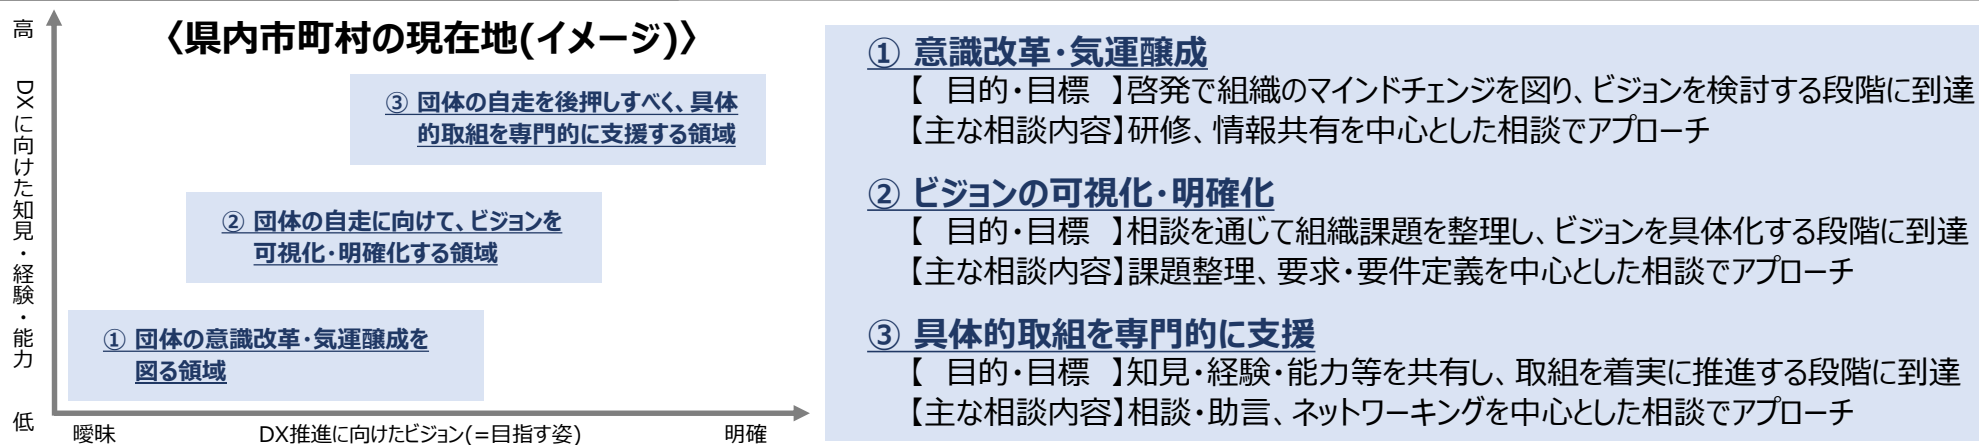 〈県内市町村の現在地(イメージ)〉
高
DXに向けた知見・経験・能力
低
③ 団体の自走を後押しすべく、具体
的取組を専門的に支援する領域
② 団体の自走に向けて、ビジョンを
可視化・明確化する領域
① 団体の意識改革・気運醸成を
図る領域
曖昧
DX推進に向けたビジョン(=目指す姿)
明確
① 意識改革・気運醸成
【 目的・目標 】啓発で組織のマインドチェンジを図り、ビジョンを検討する段階に到達
【主な相談内容】研修、情報共有を中心とした相談でアプローチ
② ビジョンの可視化・明確化
【 目的・目標 】相談を通じて組織課題を整理し、ビジョンを具体化する段階に到達
【主な相談内容】課題整理、要求・要件定義を中心とした相談でアプローチ
③ 具体的取組を専門的に支援
【 目的・目標 】知見・経験・能力等を共有し、取組を着実に推進する段階に到達
【主な相談内容】相談・助言、ネットワーキングを中心とした相談でアプローチ